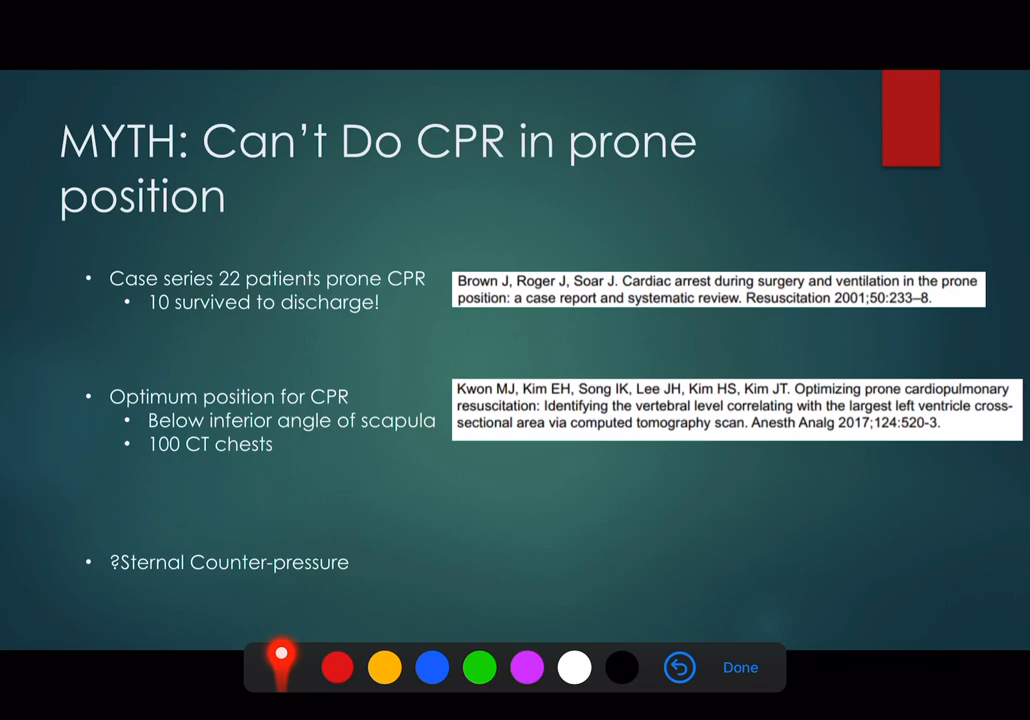 MYTH: Can't Do CPR in prone
position
• Case series 22 patients prone CPR
• 10 survived to discharge!
Brown J, Roger J, Soar J. Cardiac arrest during surgery and ventilation in the prone
position: a case report and systematic review. Resuscitation 2001;50:233–8.
• Optimum position for CPR
• Below inferior angle of scapula
• 100 CT chests
Kwon MJ, Kim EH, Song IK, Lee JH, Kim HS, Kim JT. Optimizing prone cardiopulmonary
resuscitation: Identifying the vertebral level correlating with the largest left ventricle cross-
sectional area via computed tomography scan. Anesth Analg 2017;124:520-3.
• ?Sternal Counter-pressure
Done